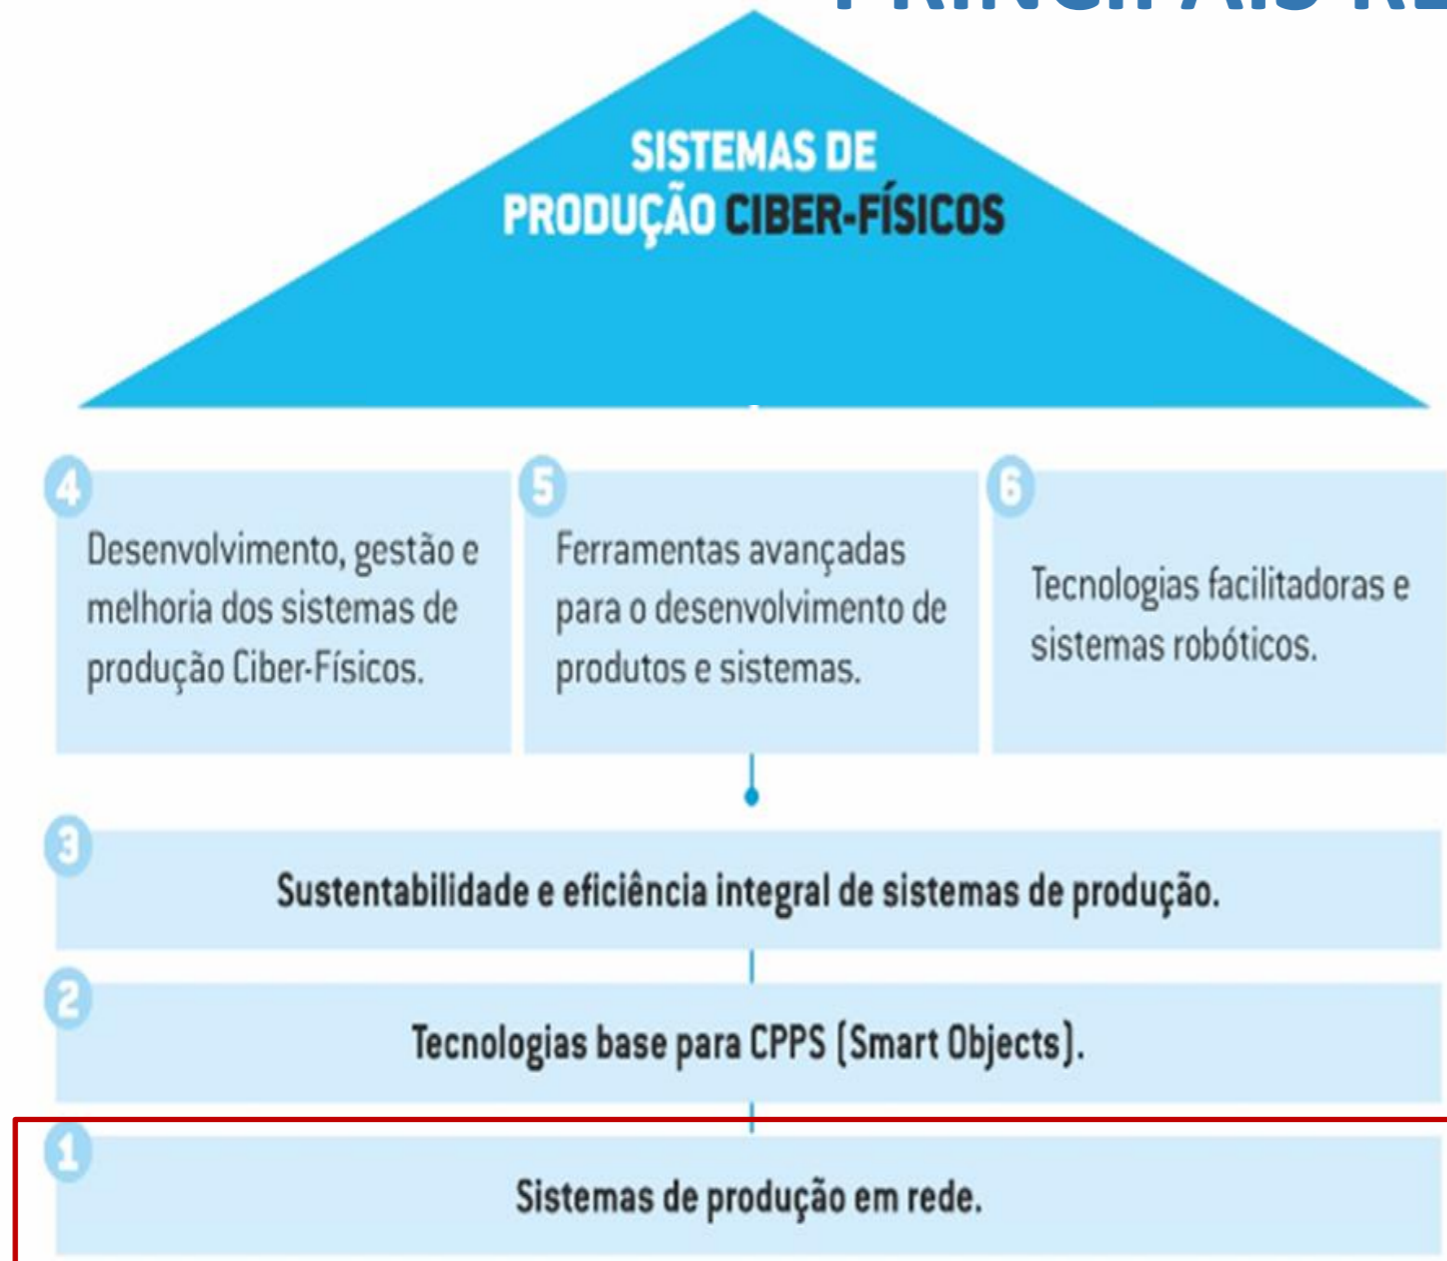 PRINCIPAIS
SISTEMAS DE
PRODUÇÃO CIBER-FÍSICOS
4
Desenvolvimento, gestão e
melhoria dos sistemas de
produção Ciber-Físicos.
5
Ferramentas avançadas
para o desenvolvimento de
produtos e sistemas.
6
Tecnologias facilitadoras e
sistemas robóticos.
3
Sustentabilidade e eficiência integral de sistemas de produção.
2
Tecnologias base para CPPS (Smart Objects).
1
Sistemas de produção em rede.